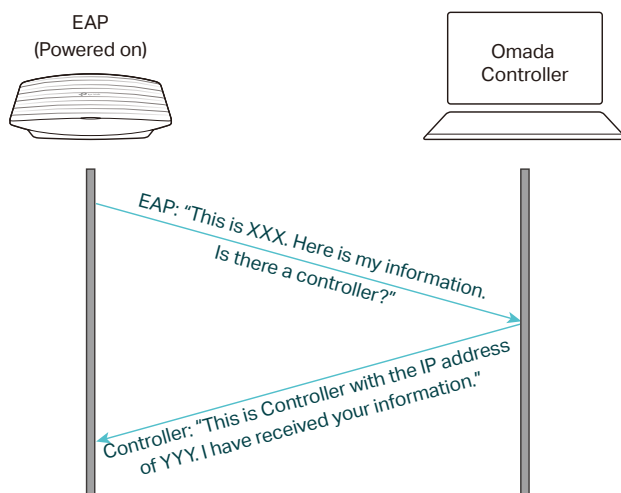 EAP
(Powered on)
Omada
Controller
EAP: “This is XXX. Here is my information.
Is there a controller?”
Controller: “This is Controller with the IP address
of YYY. I have received your information.”